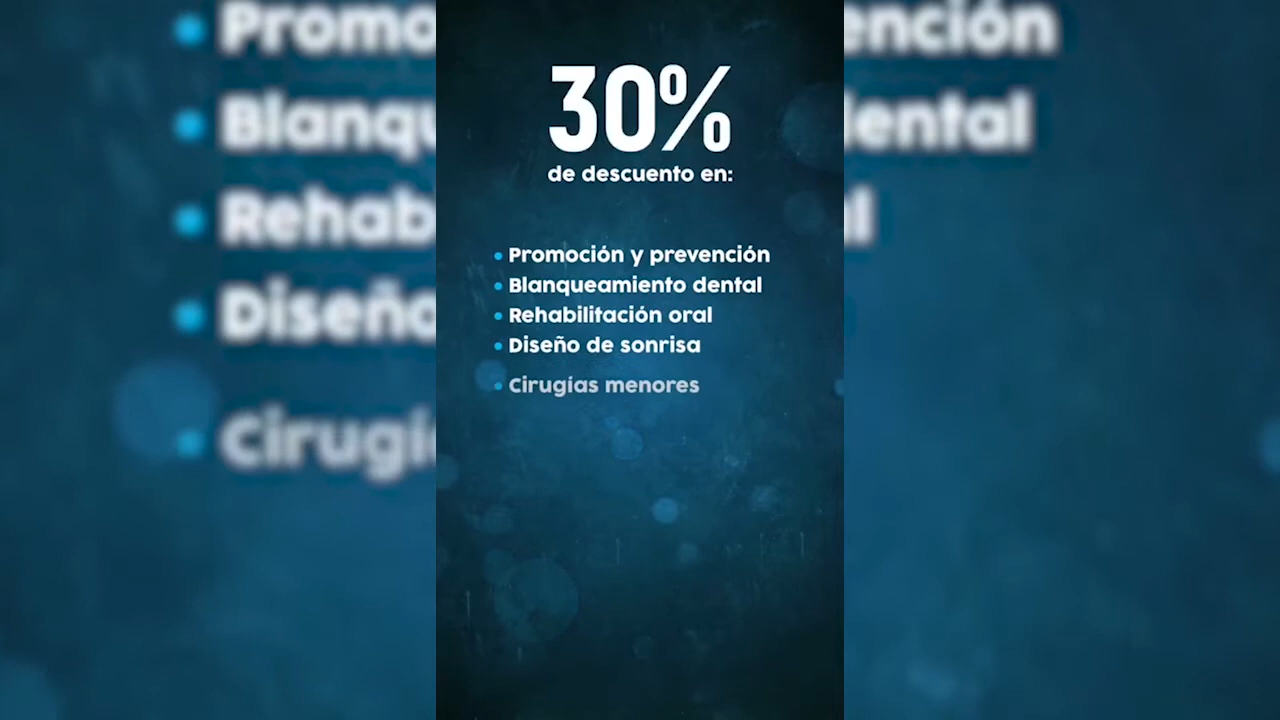 30%
de descuento en:
• Promoción y prevención
• Blanqueamiento dental
• Rehabilitación oral
• Diseño de sonrisa
• Cirugías menores